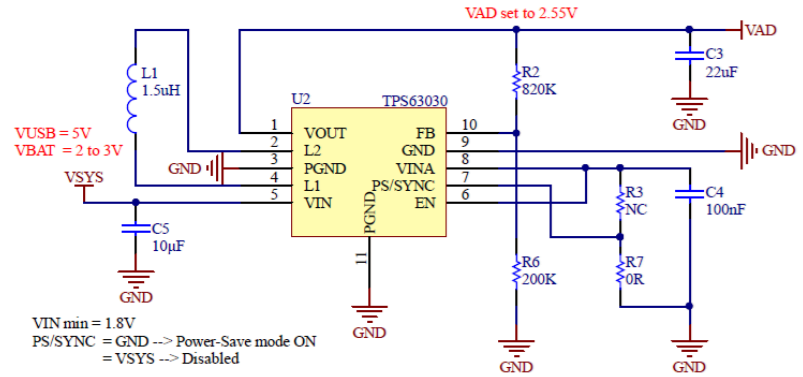 VAD set to 2.55V
VAD
L1
1.5uH
R2
820K
C3
22uF
GND
U2
TPS63030
VUSB = 5V
VBAT = 2 to 3V
1
VOUT
FB
10
2
L2
GND
9
GND
GND
3
PGND
VINA
8
VSYS
4
L1
PS/SYNC
7
R3
NC
C4
100nF
5
VIN
EN
6
PGND
11
C5
10µF
GND
R6
200K
R7
0R
GND
GND
GND
VIN min = 1.8V
PS/SYNC = GND --> Power-Save mode ON
= VSYS --> Disabled